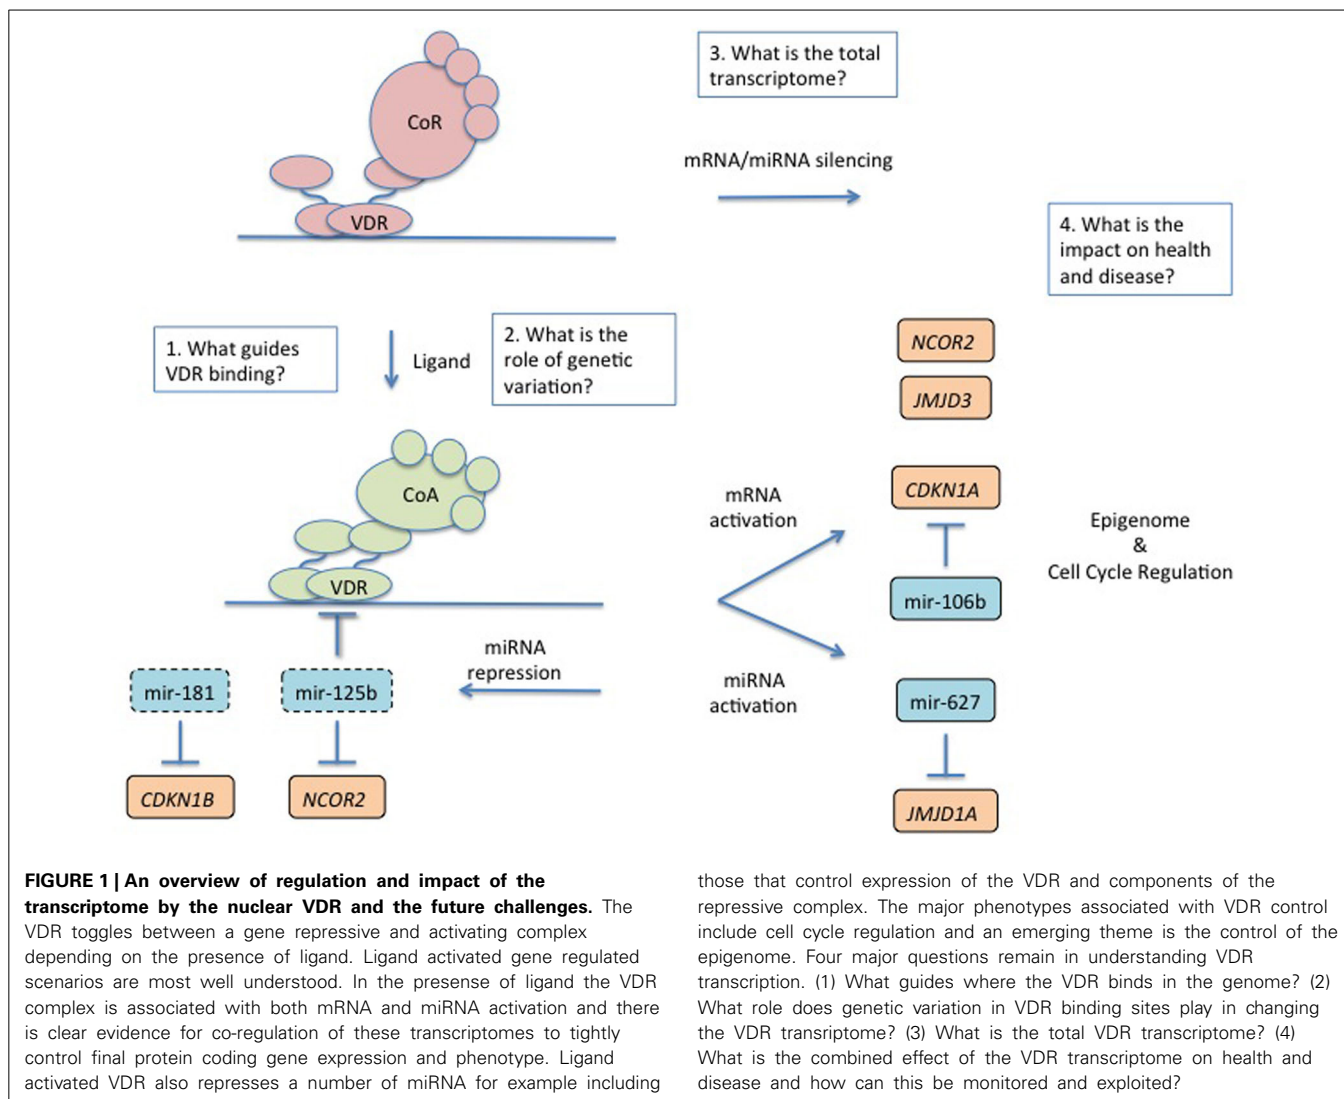 CoR
VDR
3. What is the total
transcriptome?
mRNA/miRNA silencing
4. What is the
impact on health
and disease?
1. What guides
VDR binding?
Ligand
2. What is the
role of genetic
variation?
NCOR2
JMJD3
CoA
VDR
mRNA
activation
CDKN1A
Epigenome
&
Cell Cycle Regulation
mir-106b
miRNA
repression
miRNA
activation
mir-181
mir-125b
mir-627
CDKN1B
NCOR2
JMJD1A
FIGURE 1 | An overview of regulation and impact of the
transcriptome by the nuclear VDR and the future challenges. The
VDR toggles between a gene repressive and activating complex
depending on the presence of ligand. Ligand activated gene regulated
scenarios are most well understood. In the presense of ligand the VDR
complex is associated with both mRNA and miRNA activation and there
is clear evidence for co-regulation of these transcriptomes to tightly
control final protein coding gene expression and phenotype. Ligand
activated VDR also represses a number of miRNA for example including
those that control expression of the VDR and components of the
repressive complex. The major phenotypes associated with VDR control
include cell cycle regulation and an emerging theme is the control of the
epigenome. Four major questions remain in understanding VDR
transcription. (1) What guides where the VDR binds in the genome? (2)
What role does genetic variation in VDR binding sites play in changing
the VDR transriptome? (3) What is the total VDR transcriptome? (4)
What is the combined effect of the VDR transcriptome on health and
disease and how can this be monitored and exploited?